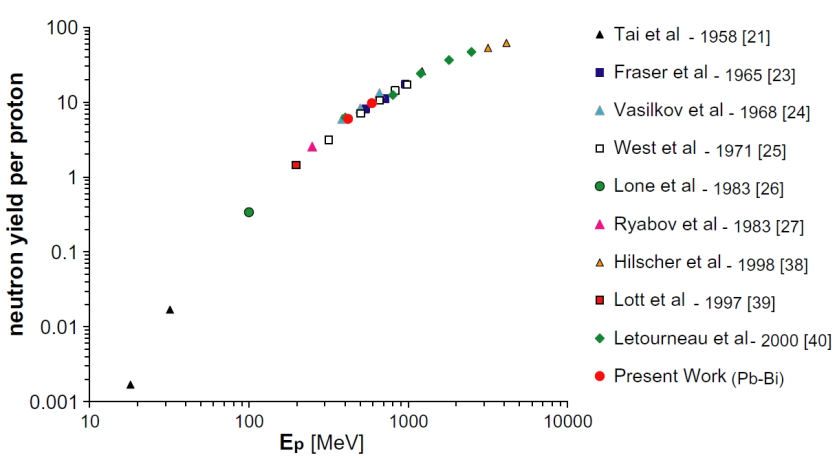 100
10
1
0.1
0.01
0.001
neutron yield per proton
10
100
1000
10000
Ep [MeV]
Tai et al - 1958 [21]
Fraser et al - 1965 [23]
Vasilkov et al - 1968 [24]
West et al - 1971 [25]
Lone et al - 1983 [26]
Ryabov et al - 1983 [27]
Hilscher et al - 1998 [38]
Lott et al - 1997 [39]
Letourneau et al- 2000 [40]
Present Work (Pb-Bi)